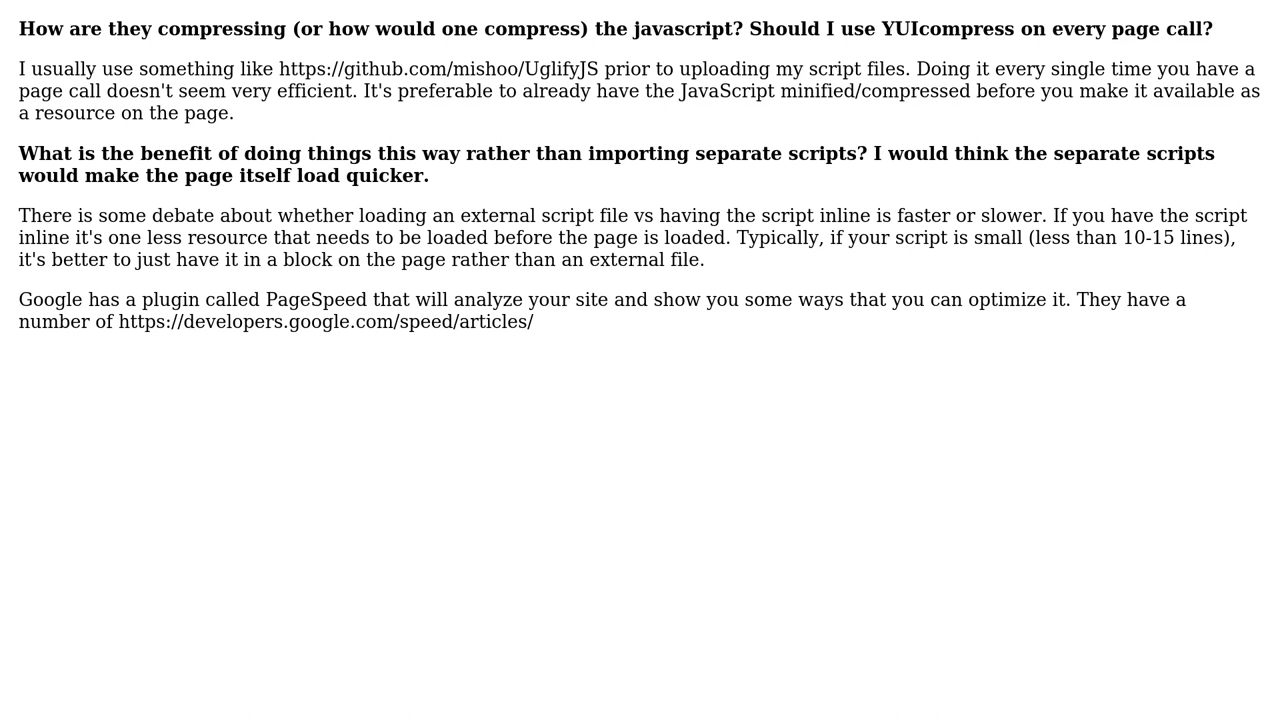 How are they compressing (or how would one compress) the javascript? Should I use YUIcompress on every page call?
I usually use something like https://github.com/mishoo/UglifyJS prior to uploading my script files. Doing it every single time you have a
page call doesn't seem very efficient. It's preferable to already have the JavaScript minified/compressed before you make it available as
a resource on the page.
What is the benefit of doing things this way rather than importing separate scripts? I would think the separate scripts
would make the page itself load quicker.
There is some debate about whether loading an external script file vs having the script inline is faster or slower. If you have the script
inline it's one less resource that needs to be loaded before the page is loaded. Typically, if your script is small (less than 10-15 lines),
it's better to just have it in a block on the page rather than an external file.
Google has a plugin called PageSpeed that will analyze your site and show you some ways that you can optimize it. They have a
number of https://developers.google.com/speed/articles/